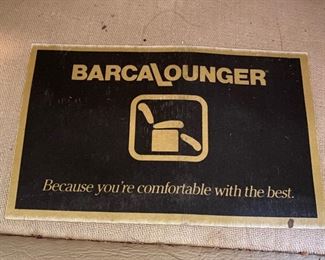 BARCALOUNGER
Because you're comfortable with the best.